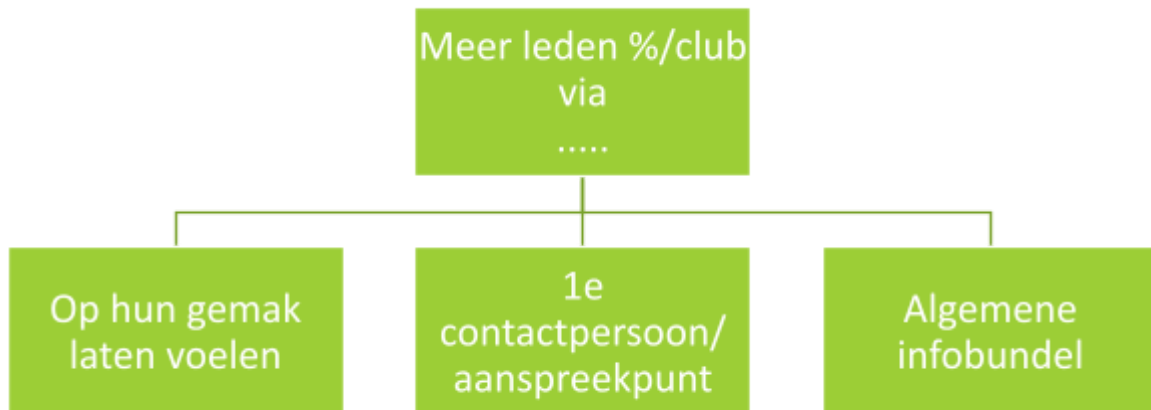 Meer leden %/club
via
.....
Op hun gemak
laten voelen
1e
contactpersoon/
aanspreekpunt
Algemene
infobundel